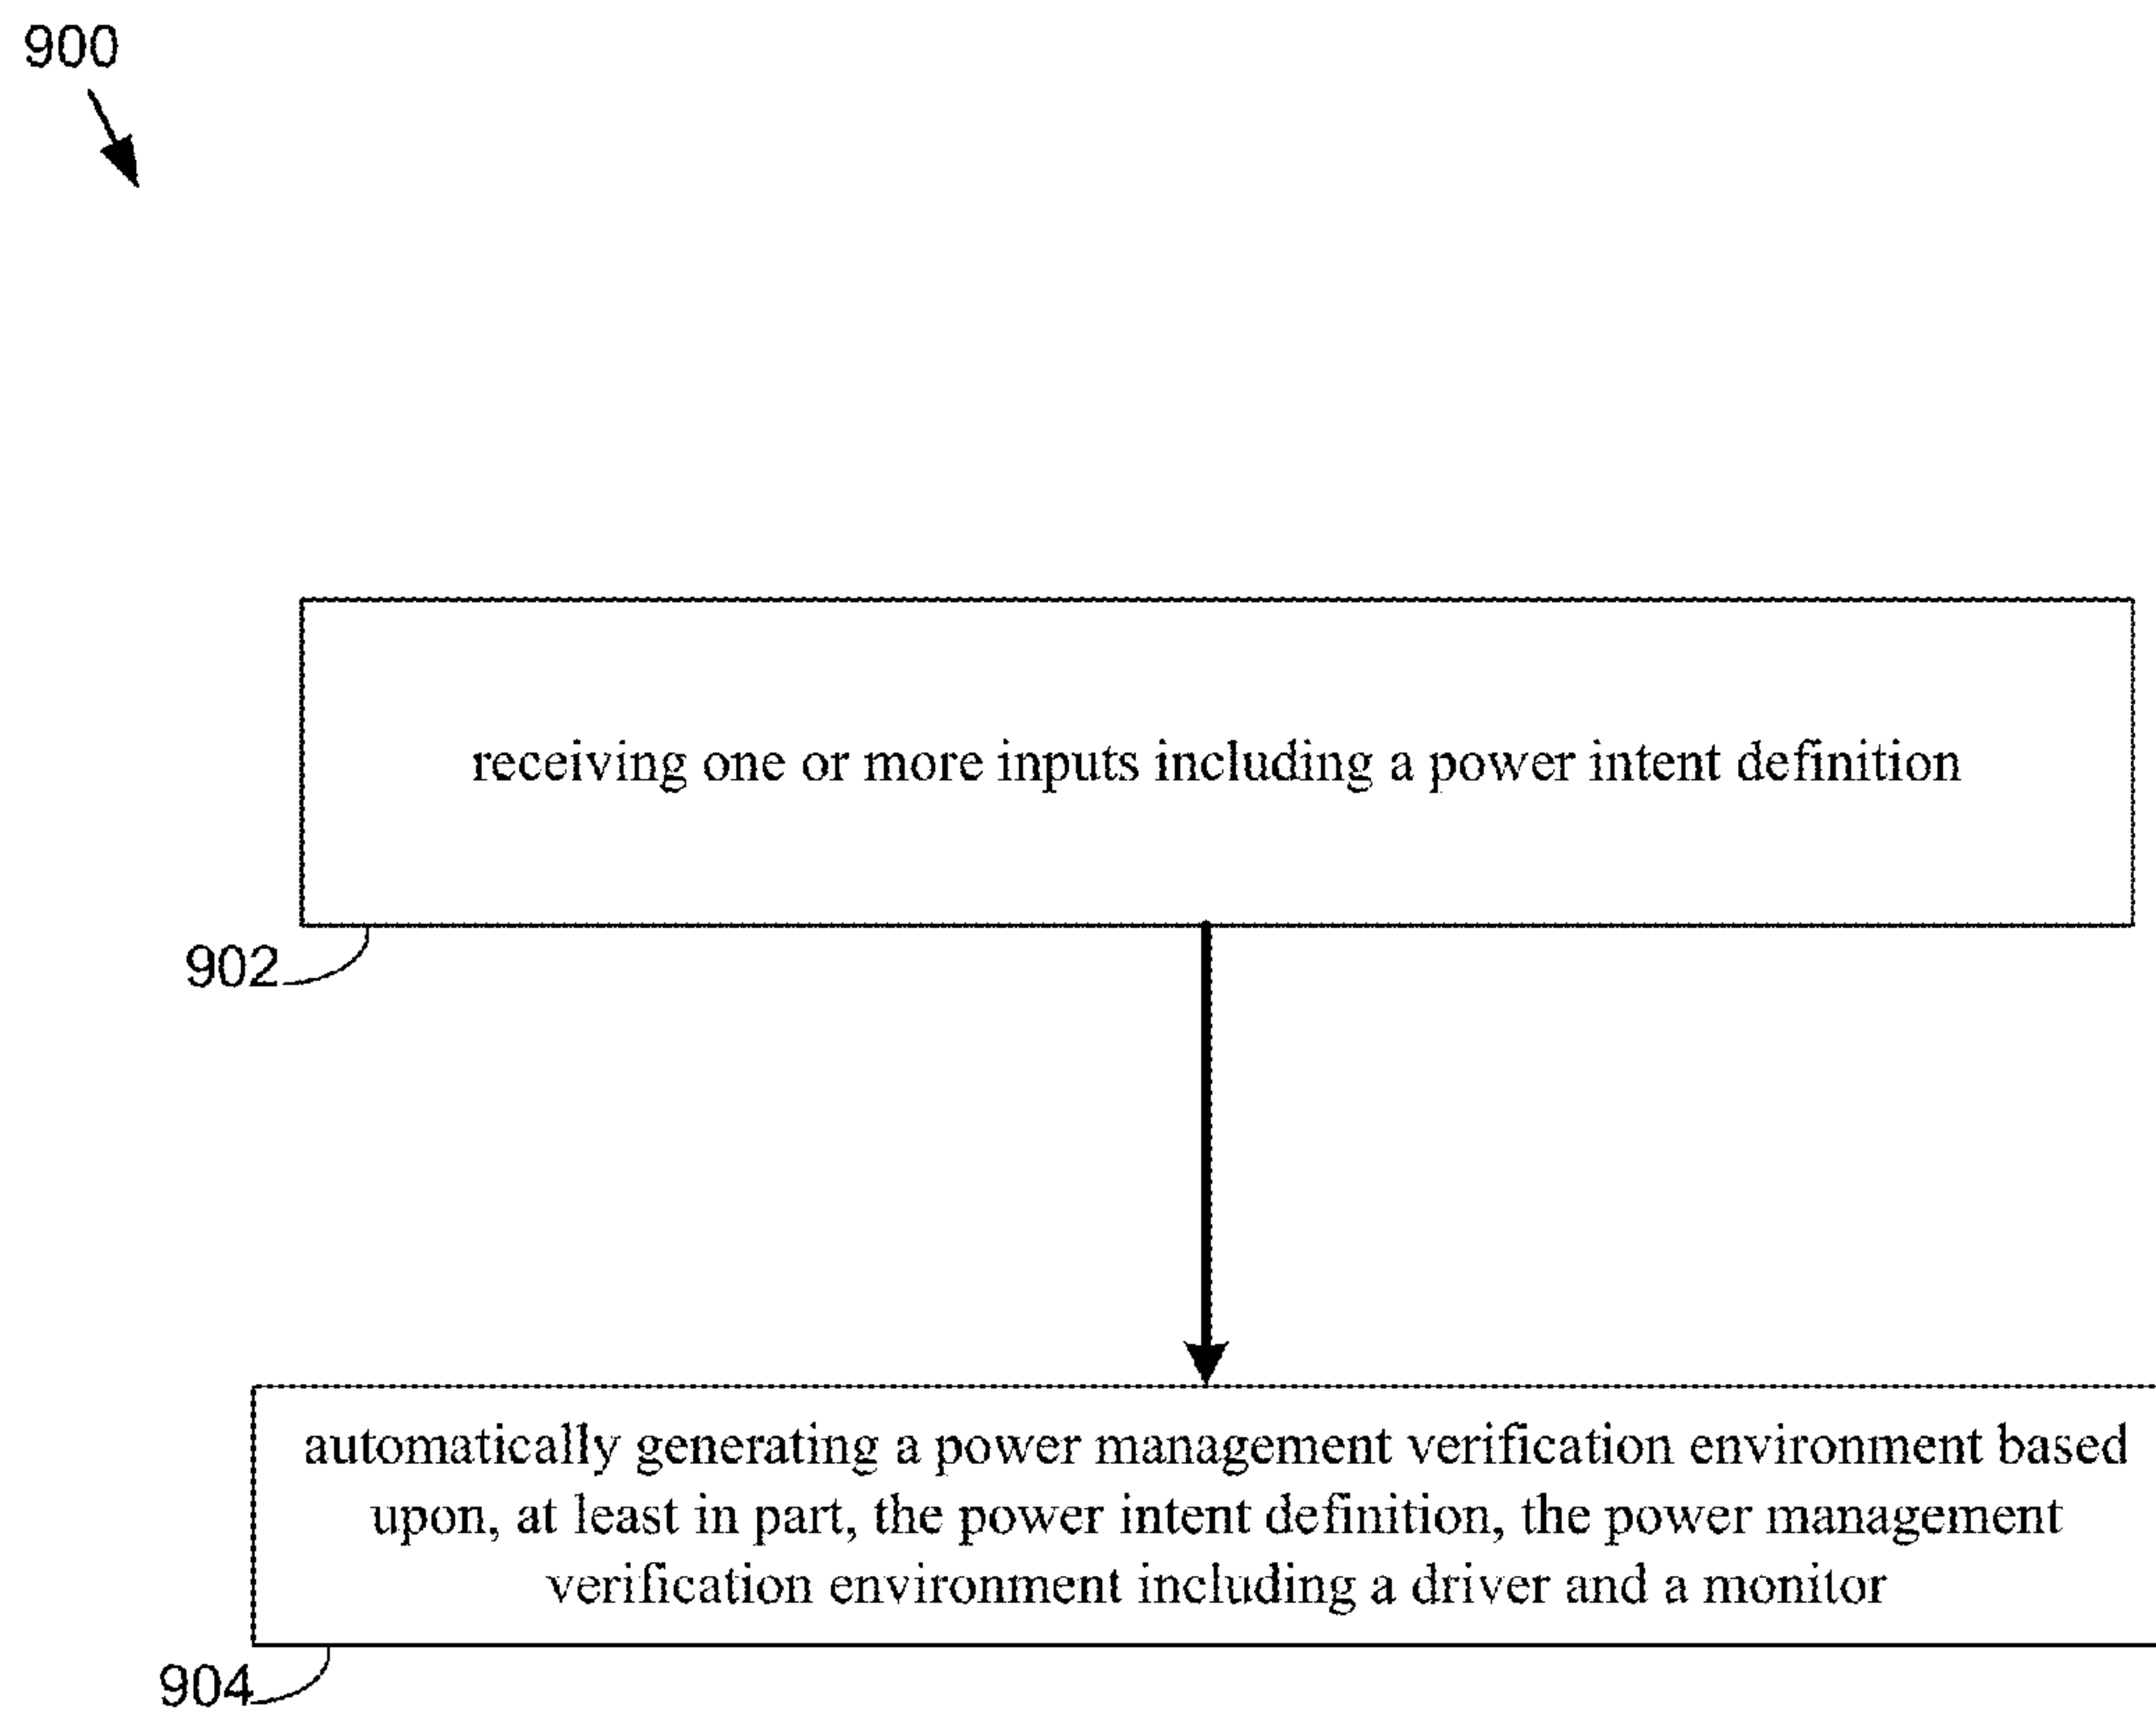 900
receiving one or more inputs including a power intent definition
902
automatically generating a power management verification environment based
upon, at least in part, the power intent definition, the power management
verification environment including a driver and a monitor
904